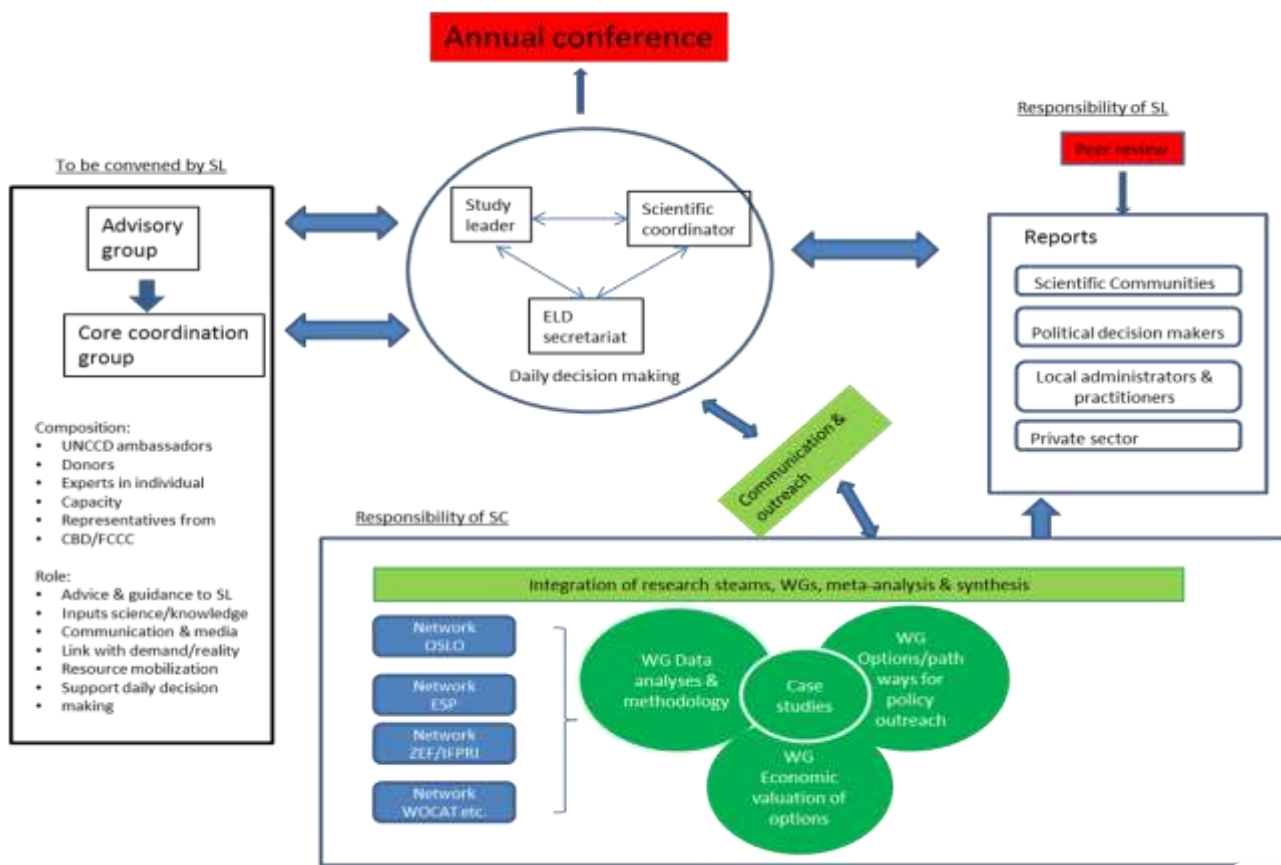 Annual conference
To be convened by SL
Advisory
group
Core coordination
group
Composition:
• UNCCD ambassadors
• Donors
• Experts in individual
• Capacity
• Representatives from
• CBD/FCCC
Role:
• Advice & guidance to SL
• Inputs science/knowledge
• Communication & media
• Link with demand/reality
• Resource mobilization
• Support daily decision
• making
Study
leader
Scientific
coordinator
ELD
secretariat
Daily decision making
Responsibility of SL
Peer review
Reports
Scientific Communities
Political decision makers
Local administrators &
practitioners
Private sector
Communication &
outreach
Responsibility of SC
Integration of research steams, WGs, meta-analysis & synthesis
Network
OSLO
Network
ESP
Network
ZEF/IFPRI
Network
WOCAT etc.
WG Data
analyses &
methodology
Case
studies
WG
Options/path
ways for
policy
outreach
WG
Economic
valuation of
options